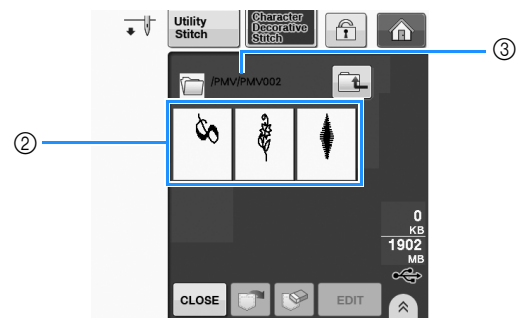 Utility
Stitch
Character
Decorative
Stitch
③
/PMV/PMV002
②
0
KB
1902
MB
CLOSE
EDIT